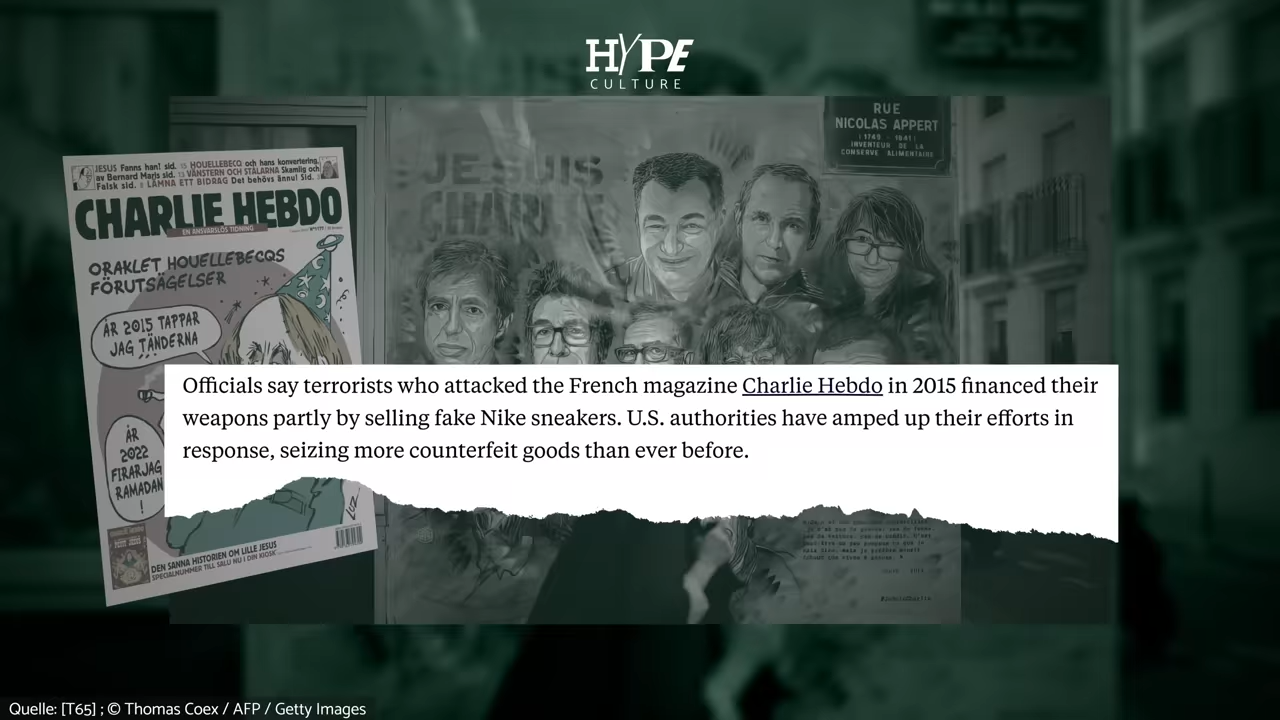 HYPE
CULTURE
RUE
NICOLAS APPERT
1749 - 1841
INVENTEUR DE LA
CONSERVE ALIMENTAIRE
JE SUIS
CHARLIE
JESUS Fanns han! sid. HOUELLEBECQ och hans konvertering,
av Bernard Maris sid. VÄNSTERN OCH STÅLARNA Skamlig och
Falsk sid. LÄMNA ETT BIDRAG Det behövs ännu! Sid.
CHARLIE HEBDO
EN ANSVARSLÖS TIDNING
ORAKLET HOUELLEBECQS
FÖRUTSÄGELSER
ÅR 2015 TAPPAR
JAG TÄNDERNA
ÅR
2022
FIRAR JAG
RAMADAN
!
LUZ
DEN SANNA HISTORIEN OM LILLE JESUS
SPECIALNUMMER TILL SALU NU I DIN KIOSK
Officials say terrorists who attacked the French magazine Charlie Hebdo in 2015 financed their
weapons partly by selling fake Nike sneakers. U.S. authorities have amped up their efforts in
response, seizing more counterfeit goods than ever before.
#JeSuisCharlie
Quelle: [T65] ; © Thomas Coex / AFP / Getty Images